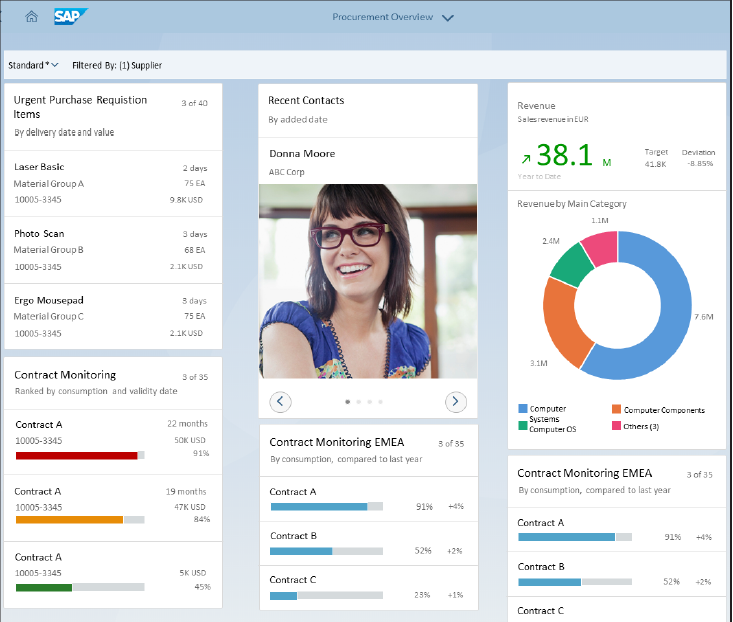 SAP
Procurement Overview
Standard *
Filtered By: (1) Supplier
Urgent Purchase Requistion
Items
3 of 40
By delivery date and value
Laser Basic
2 days
Material Group A
75 EA
10005-3345
9.8K USD
Photo Scan
3 days
Material Group B
68 EA
10005-3345
2.1K USD
Ergo Mousepad
3 days
Material Group C
75 EA
10005-3345
2.1K USD
Contract Monitoring
3 of 35
Ranked by consumption and validity date
Contract A
22 months
10005-3345
50K USD
91%
Contract A
19 months
10005-3345
47K USD
84%
Contract A
10005-3345
5K USD
45%
Recent Contacts
By added date
Donna Moore
ABC Corp
Contract Monitoring EMEA
3 of 35
By consumption, compared to last year
Contract A
91%
+4%
Contract B
52%
+2%
Contract C
23%
+1%
Revenue
Sales revenue in EUR
38.1 M
Target
41.8K
Deviation
-8.85%
Year to Date
Revenue by Main Category
1.1M
2.4M
7.6M
3.1M
Computer
Systems
Computer Components
Computer OS
Others (3)
Contract Monitoring EMEA
3 of 35
By consumption, compared to last year
Contract A
91%
+4%
Contract B
52%
+2%
Contract C